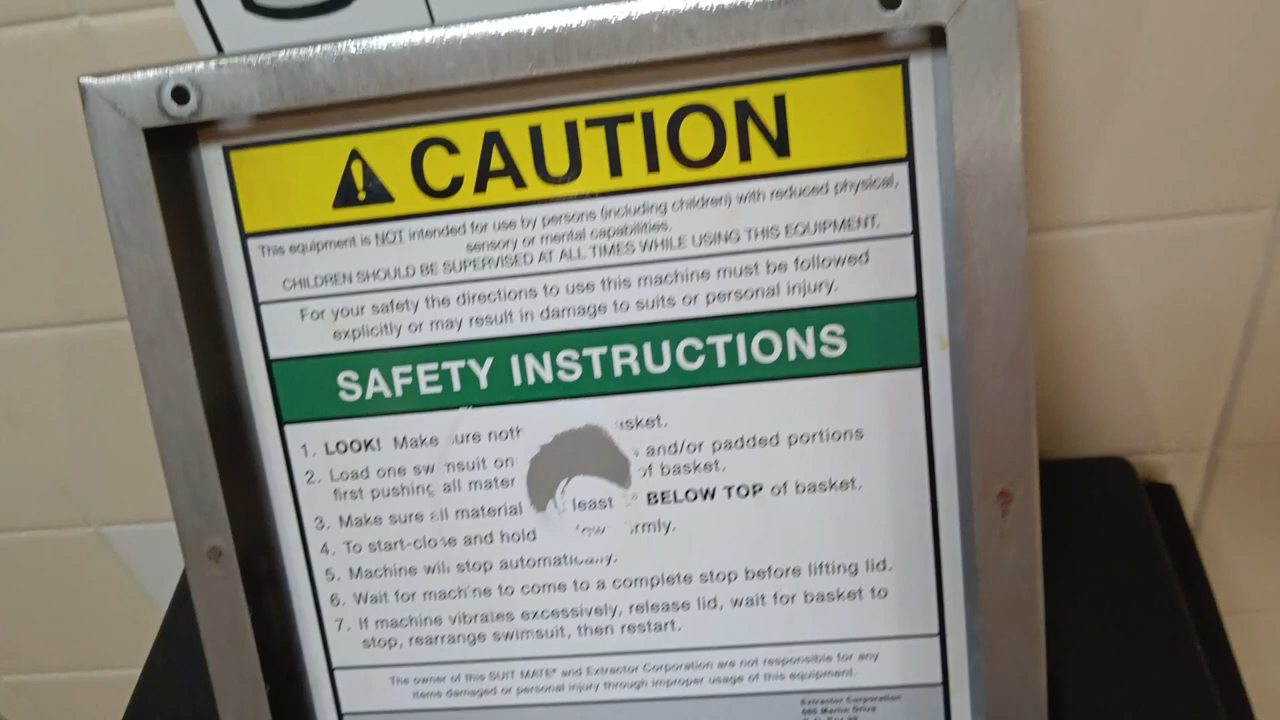 CAUTION
This equipment is NOT intended for use by persons (including children) with reduced physical,
sensory or mental capabilities.
CHILDREN SHOULD BE SUPERVISED AT ALL TIMES WHILE USING THIS EQUIPMENT.
For your safety the directions to use this machine must be followed
explicitly or may result in damage to suits or personal injury.
SAFETY INSTRUCTIONS
1. LOOK! Make
2. Load one and/or padded portions
first pushing all of basket.
3. Make sure all material least BELOW TOP of basket.
4. To start-close and hold
5. Machine will stop automatically.
6. Wait for machine to come to a complete stop before lifting lid.
7. If machine vibrates excessively, release lid, wait for basket to
stop, rearrange swimsuit, then restart.
The owner of this SUIT MATE® and Extractor Corporation are not responsible for any
items damaged or personal injury through improper usage of this equipment.
Extractor Corporation